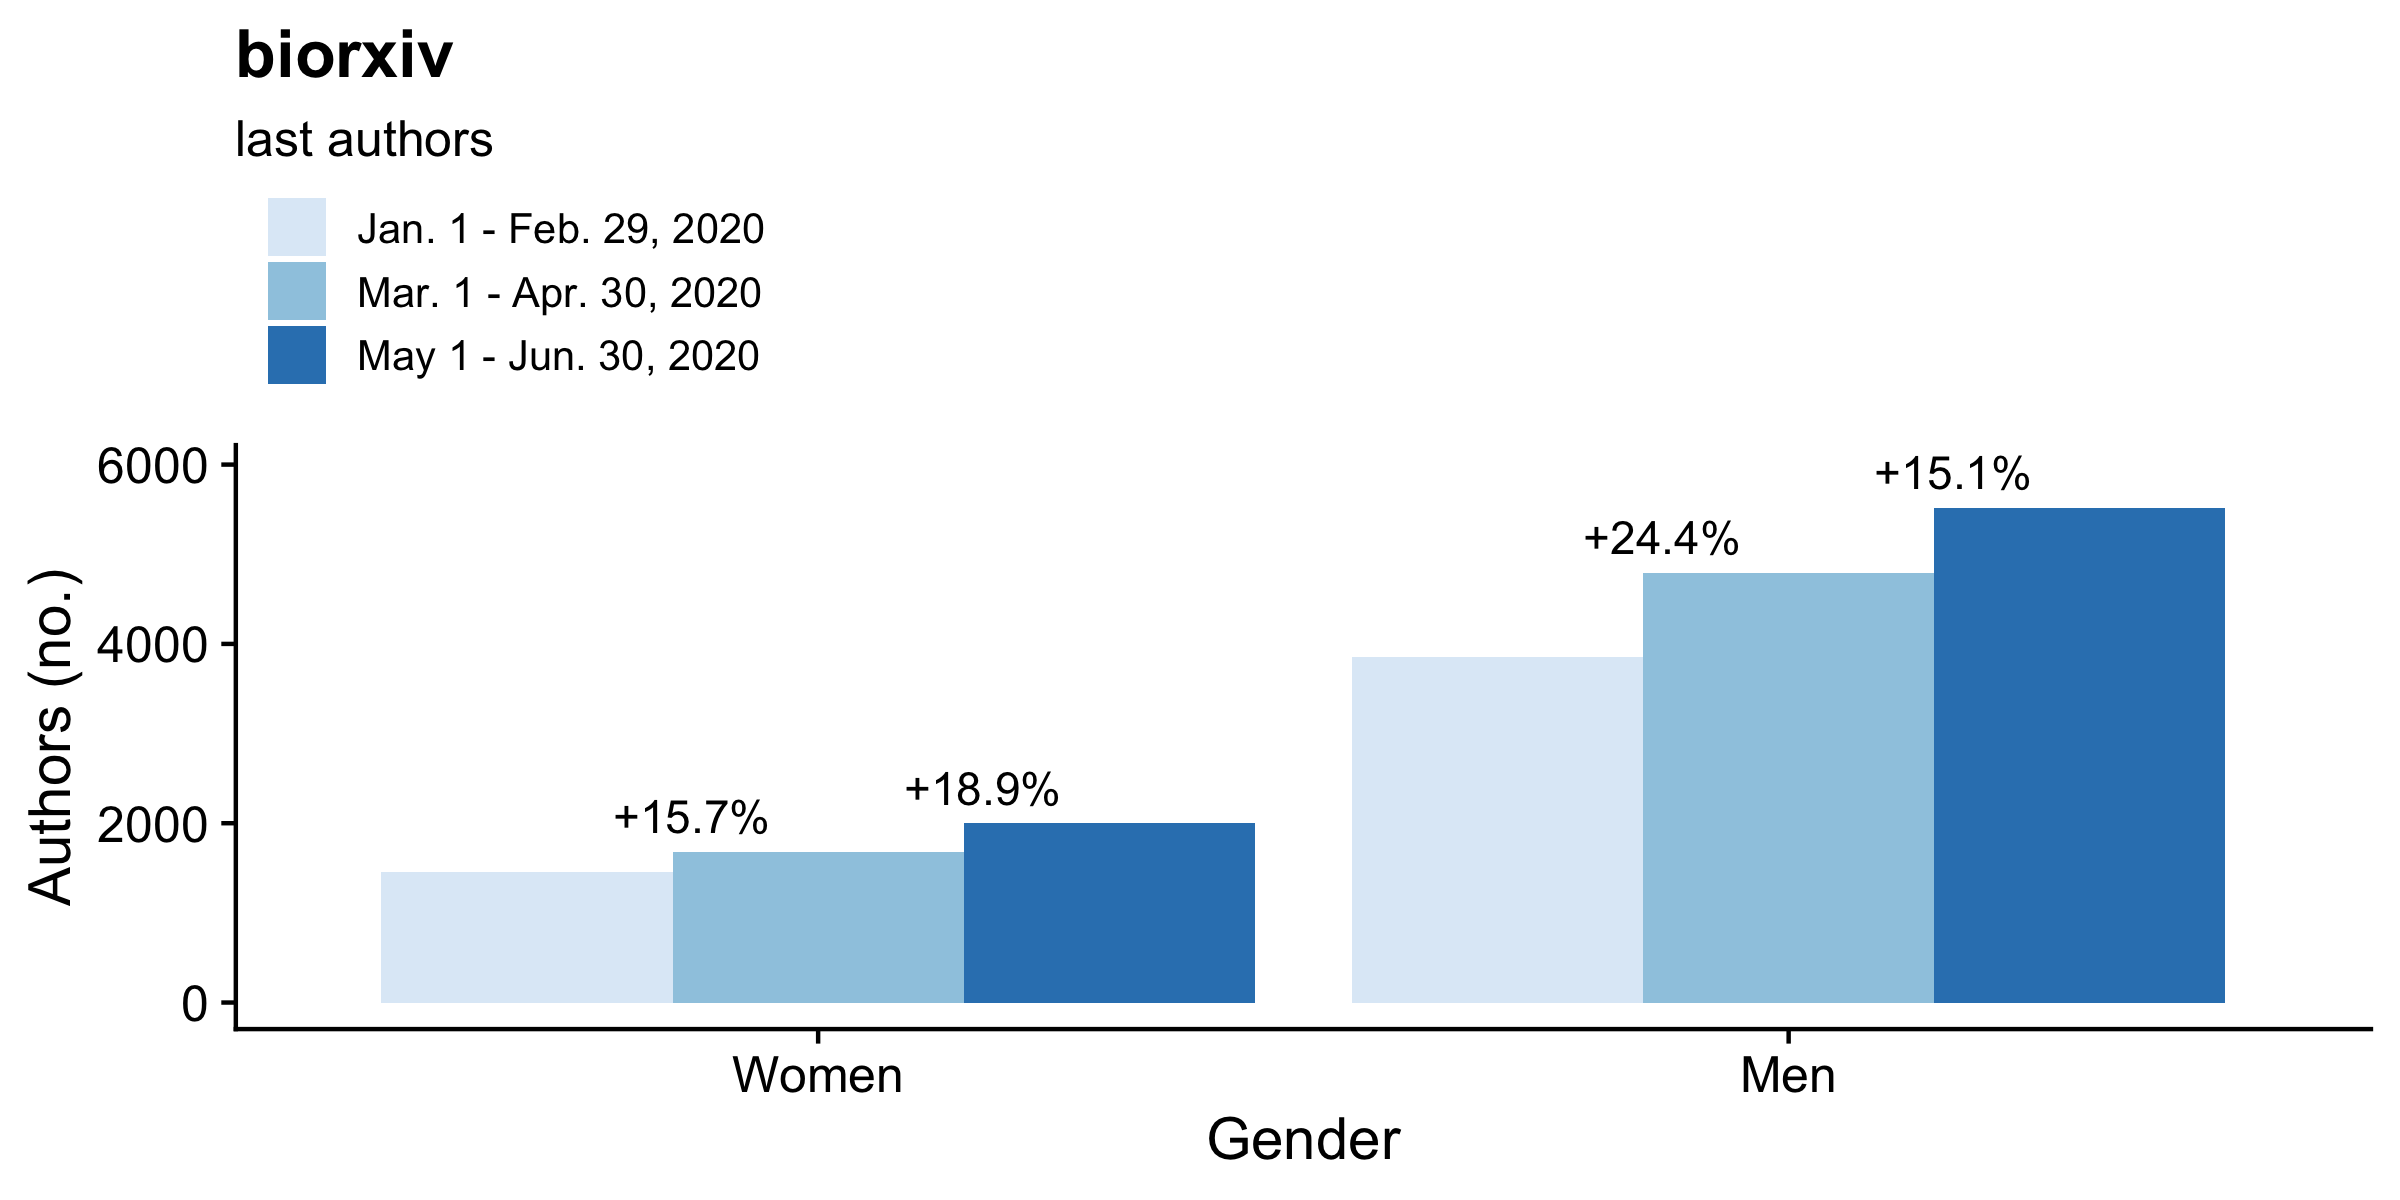 biorxiv
last authors
Jan. 1 - Feb. 29, 2020
Mar. 1 - Apr. 30, 2020
May 1 - Jun. 30, 2020
6000
4000
2000
0
Authors (no.)
+15.7%
+18.9%
+24.4%
+15.1%
Women
Men
Gender